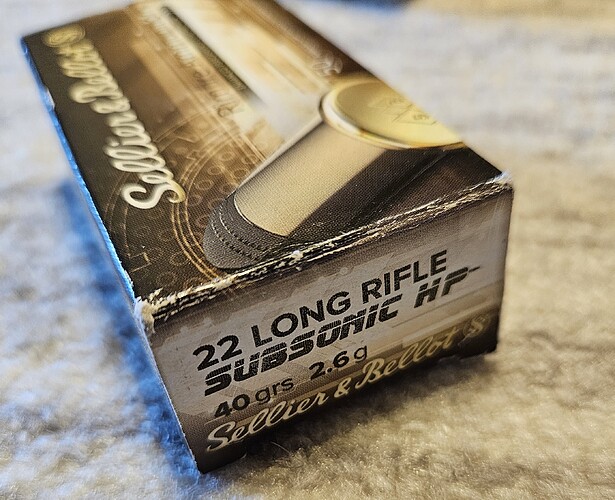 Sellier & Bellot
22 LONG RIFLE
SUBSONIC HP
40 grs 2.6 g
Sellier & Bellot